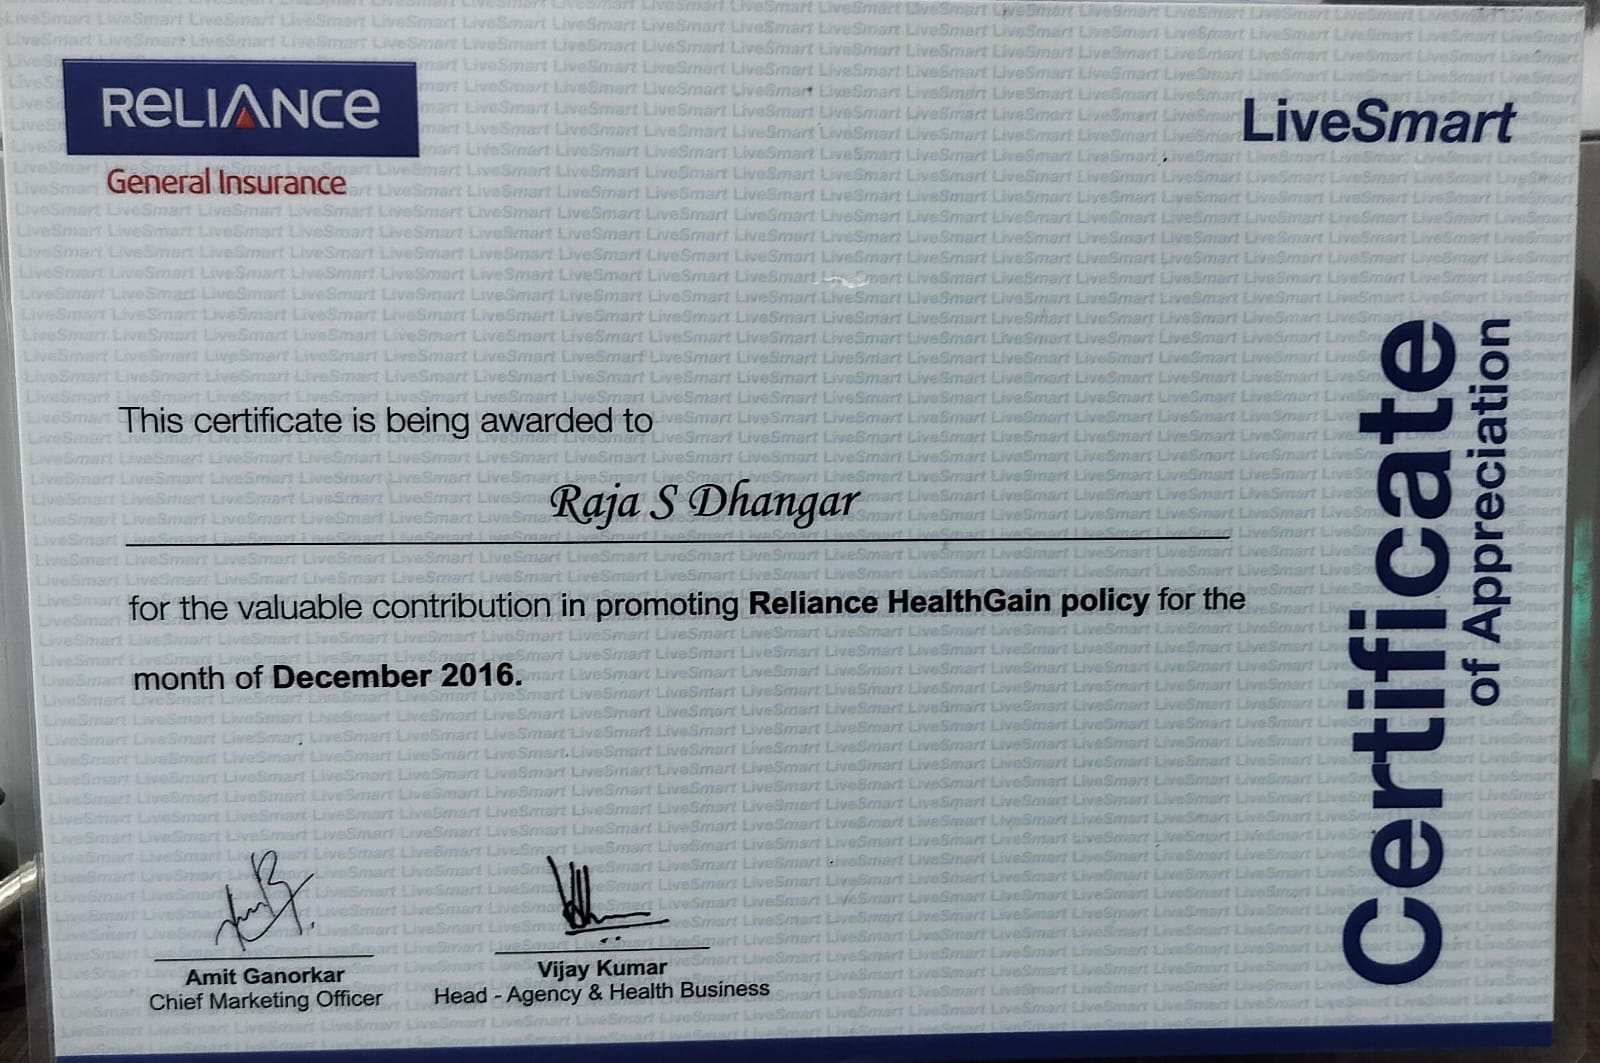 RELIANCE
General Insurance
LiveSmart
Certificate
of Appreciation
This certificate is being awarded to
Raja S Dhangar
for the valuable contribution in promoting Reliance HealthGain policy for the
month of December 2016.
Amit Ganorkar
Chief Marketing Officer
Vijay Kumar
Head - Agency & Health Business